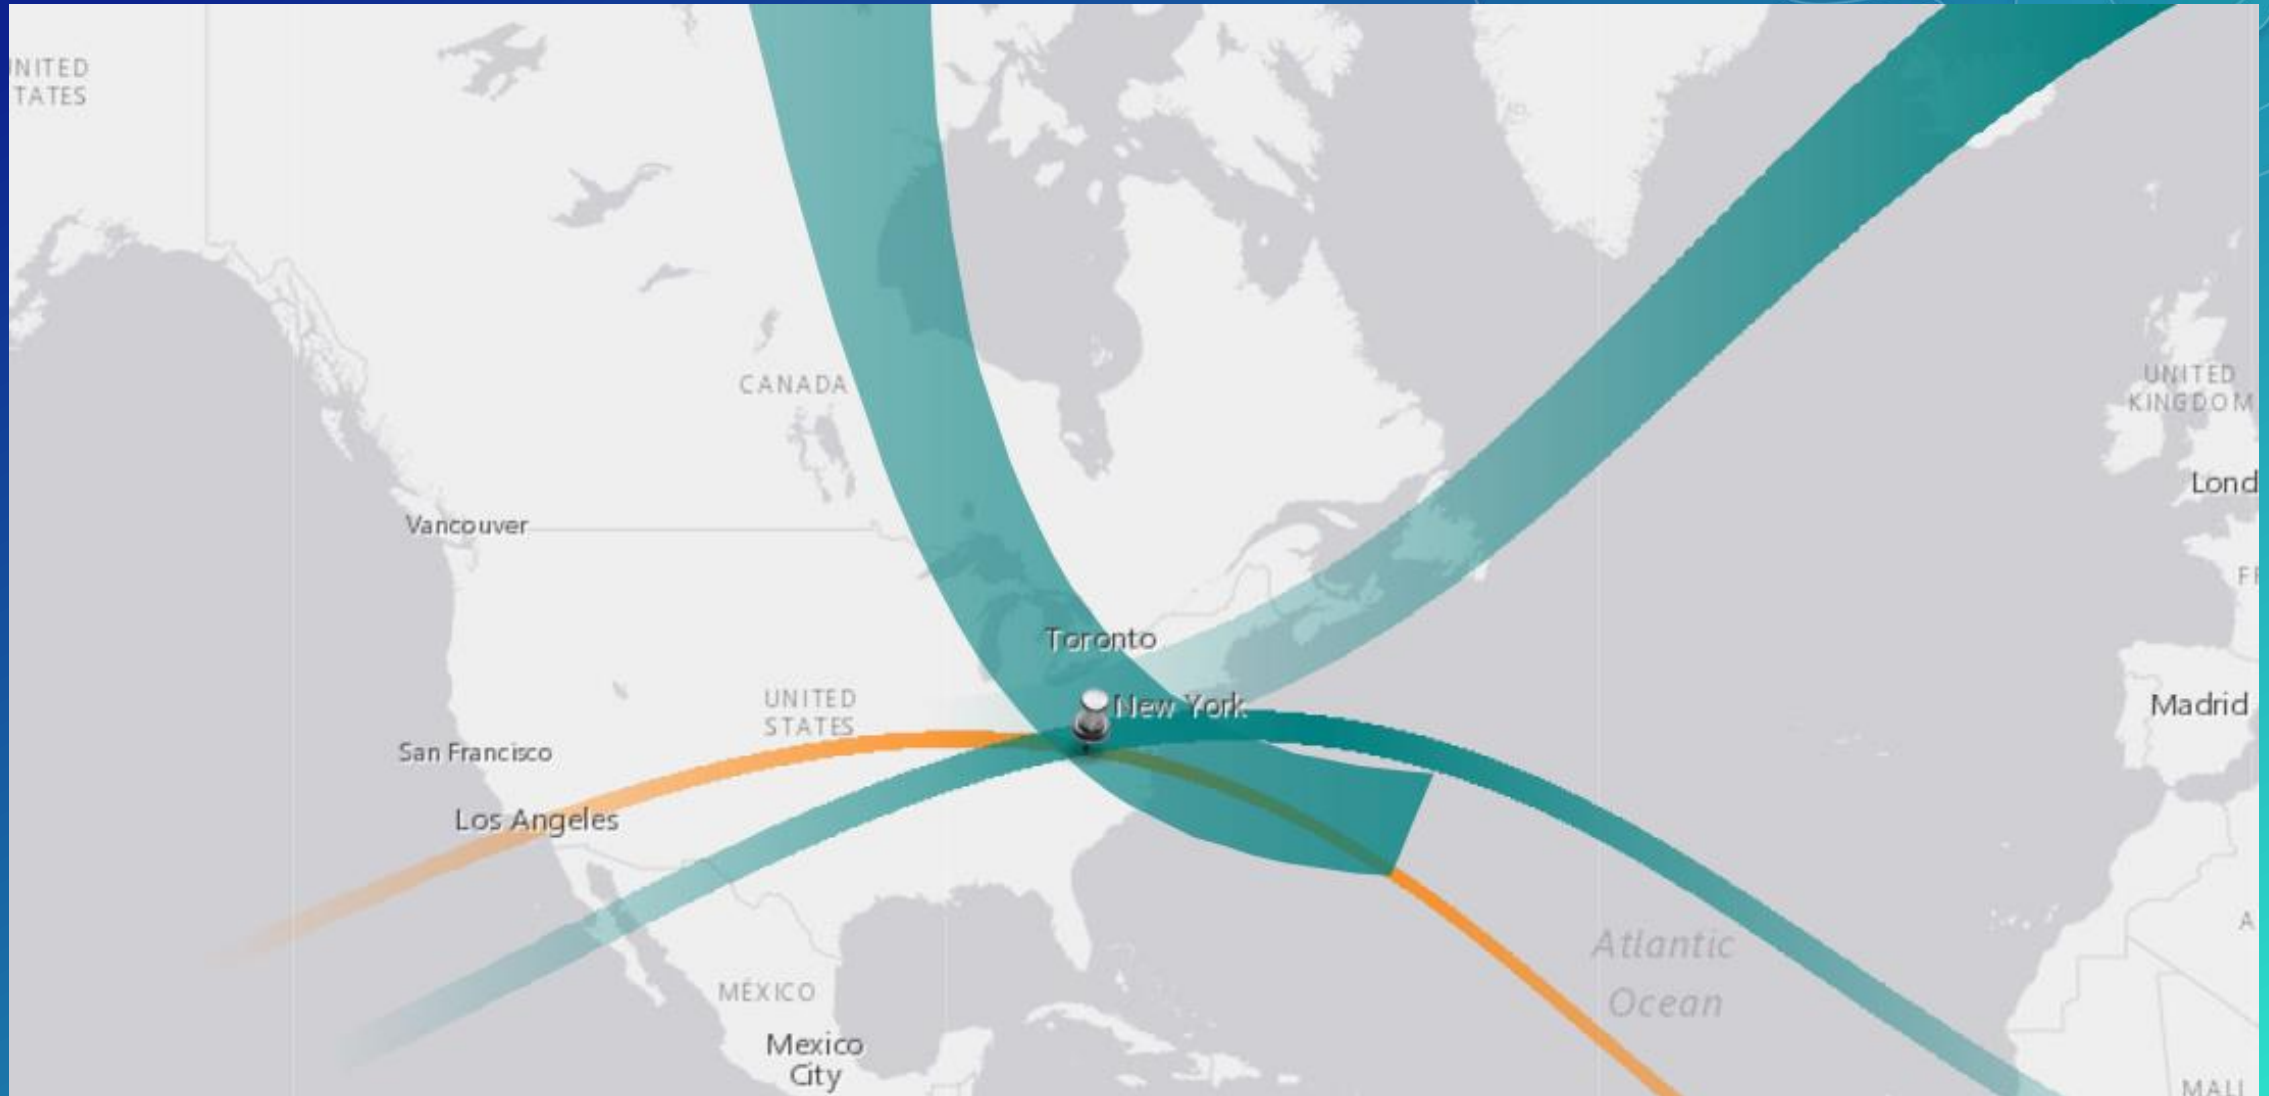 NITED
TATES
CANADA
UNITED
KINGDOM
Lond
Vancouver
Toronto
UNITED
STATES
New York
Madrid
San Francisco
Los Angeles
Atlantic
Ocean
MÉXICO
Mexico
City
MALI